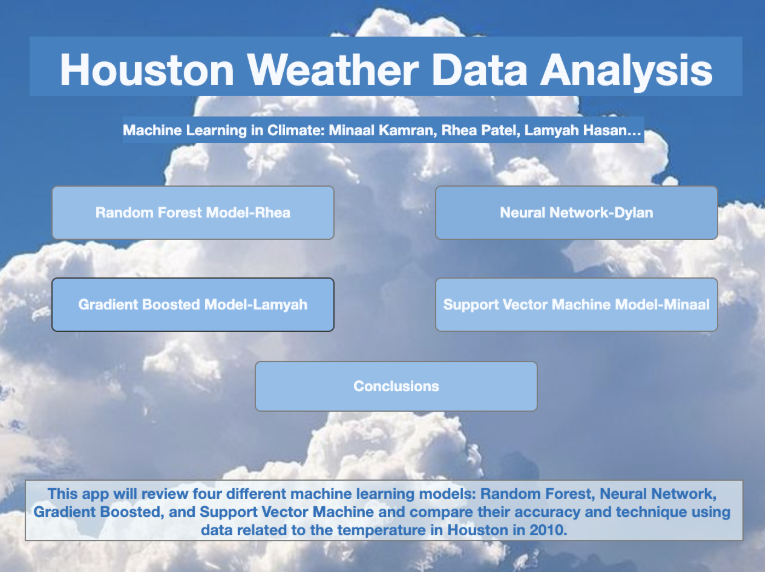 Houston Weather Data Analysis
Machine Learning in Climate: Minaal Kamran, Rhea Patel, Lamyah Hasan...
Random Forest Model-Rhea
Neural Network-Dylan
Gradient Boosted Model-Lamyah
Support Vector Machine Model-Minaal
Conclusions
This app will review four different machine learning models: Random Forest, Neural Network,
Gradient Boosted, and Support Vector Machine and compare their accuracy and technique using
data related to the temperature in Houston in 2010.